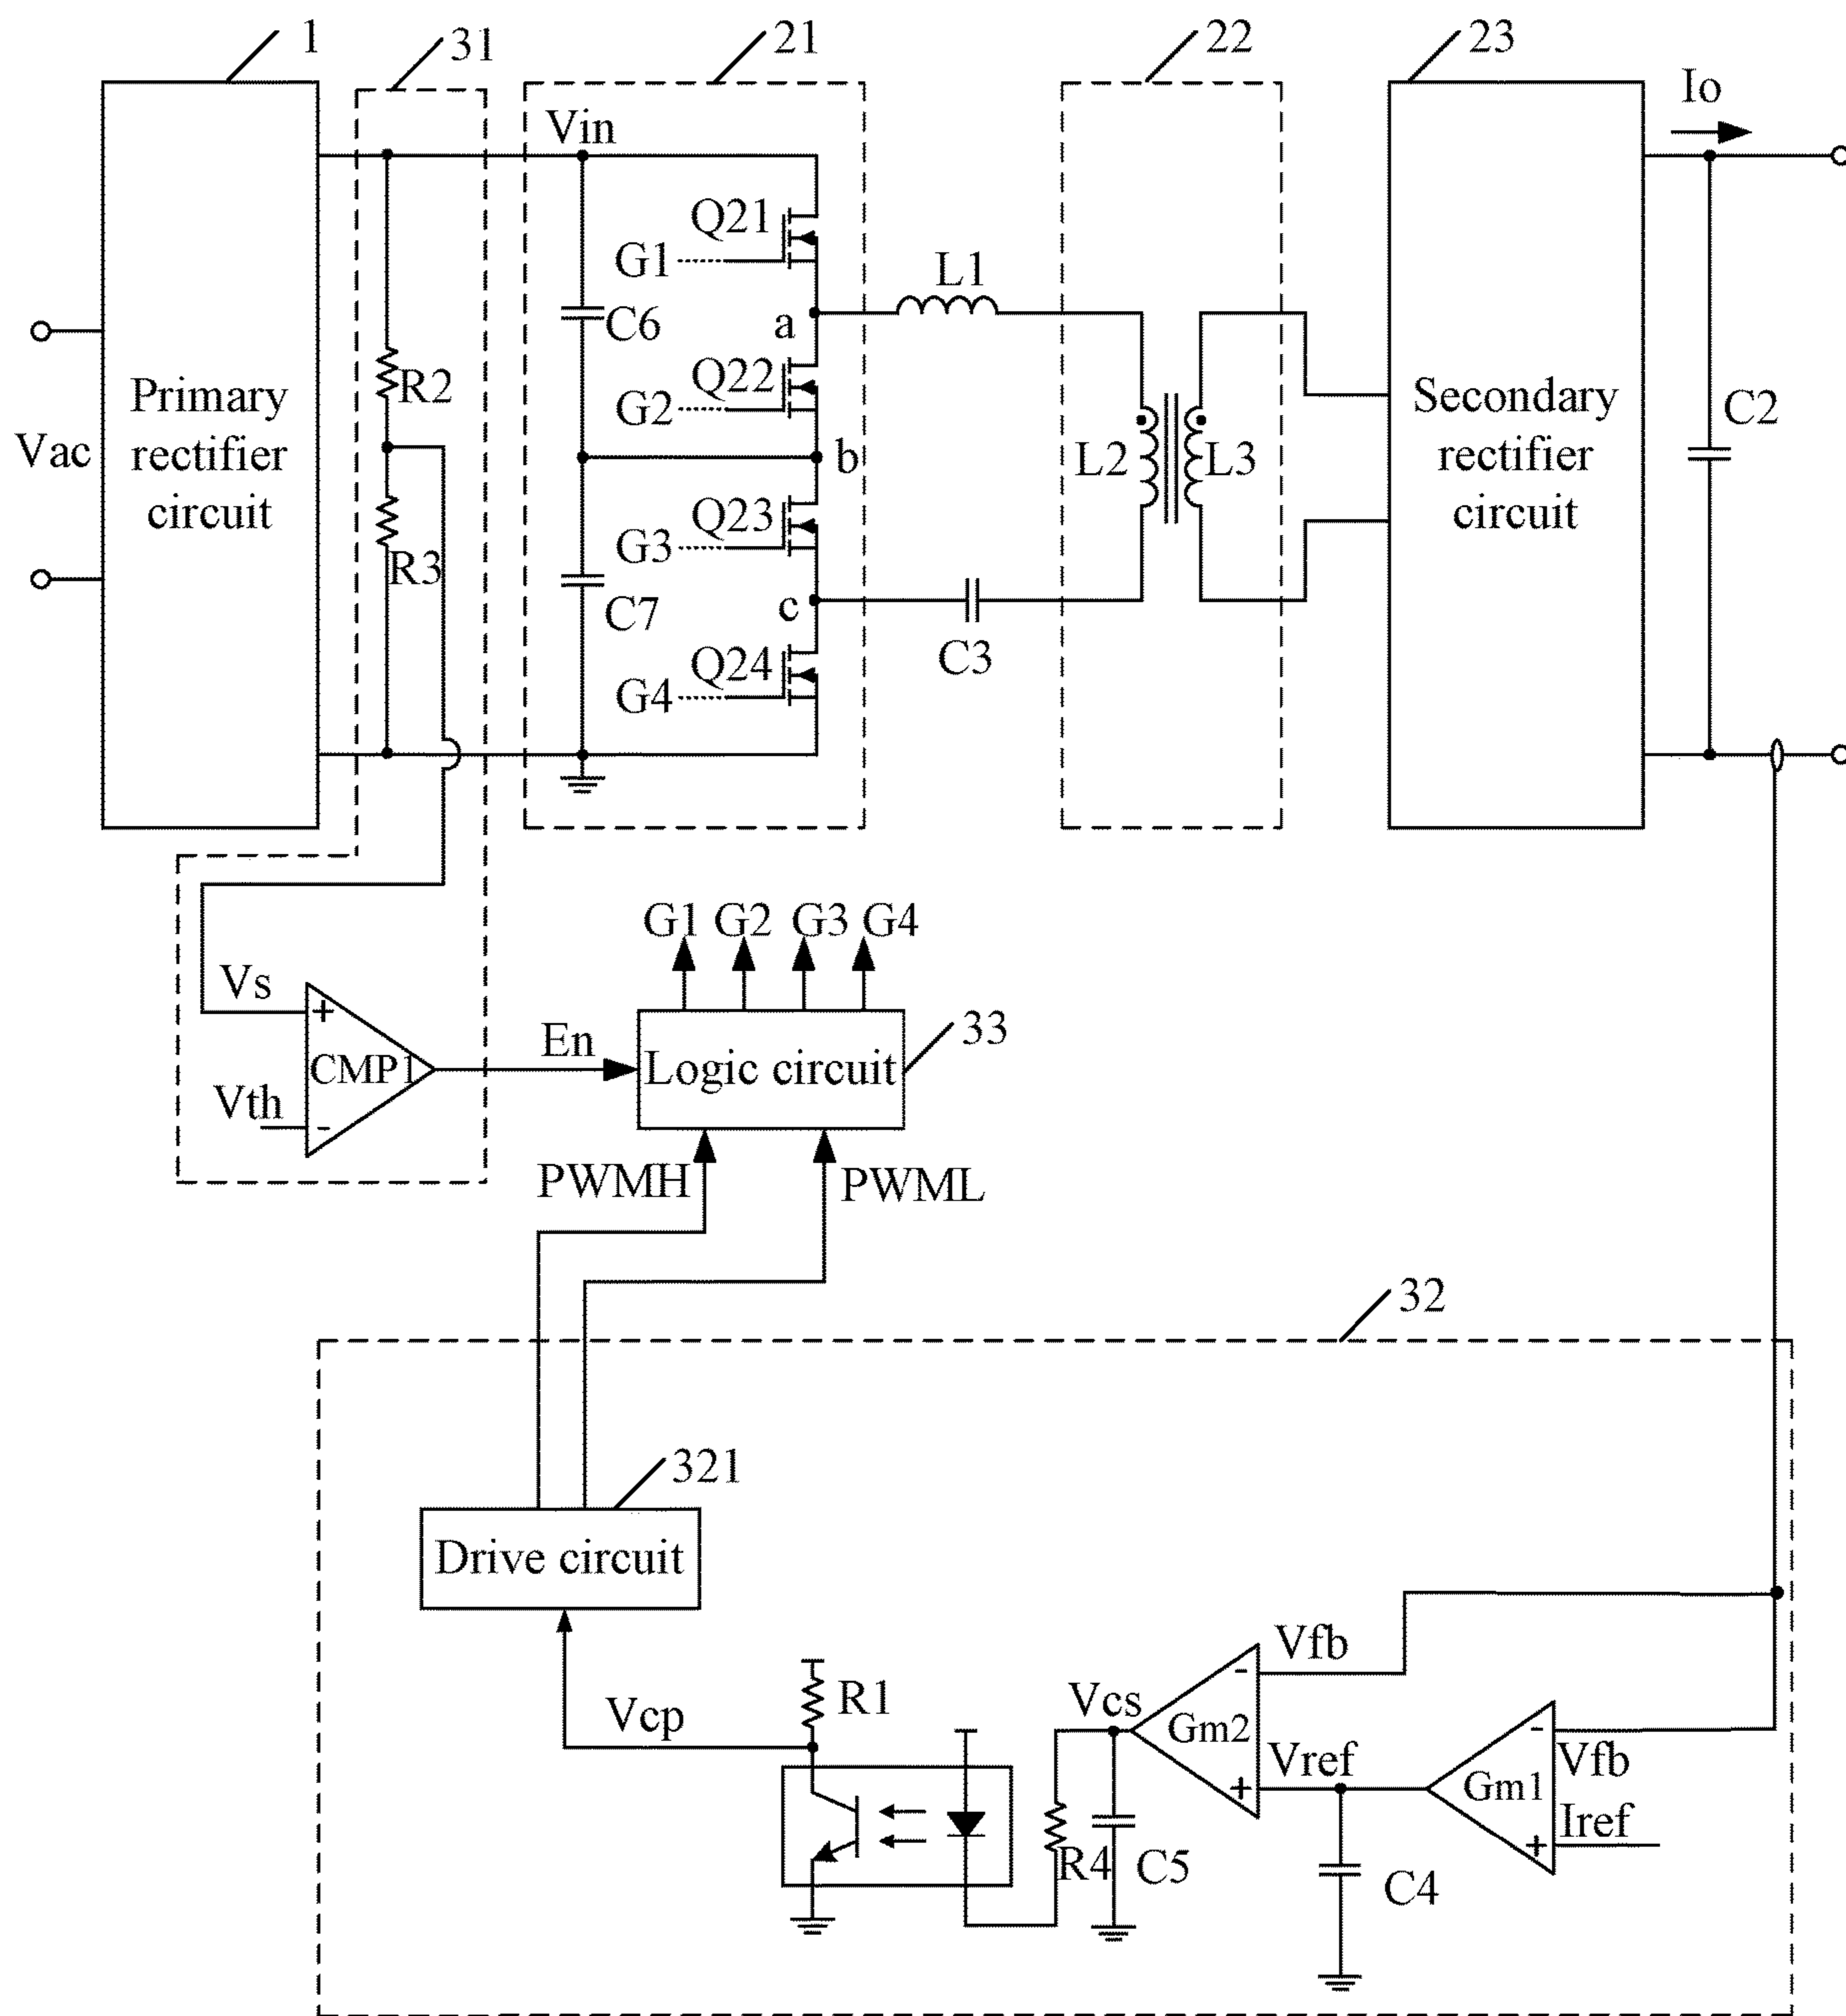 1
31
21
22
23
Io
Vin
Q21
G1
L1
C6
a
Primary
rectifier
circuit
Vac
R2
Q22
G2
Secondary
rectifier
circuit
C2
b
L2
L3
R3
Q23
G3
C7
c
C3
Q24
G4
G1
G2
G3
G4
Vs
+
CMP1
Vth
-
En
Logic circuit
33
PWMH
PWML
32
321
Drive circuit
Vcp
R1
Vcs
-
Vfb
Gm2
+
Vref
-
Vfb
Gm1
Iref
+
R4
C5
C4